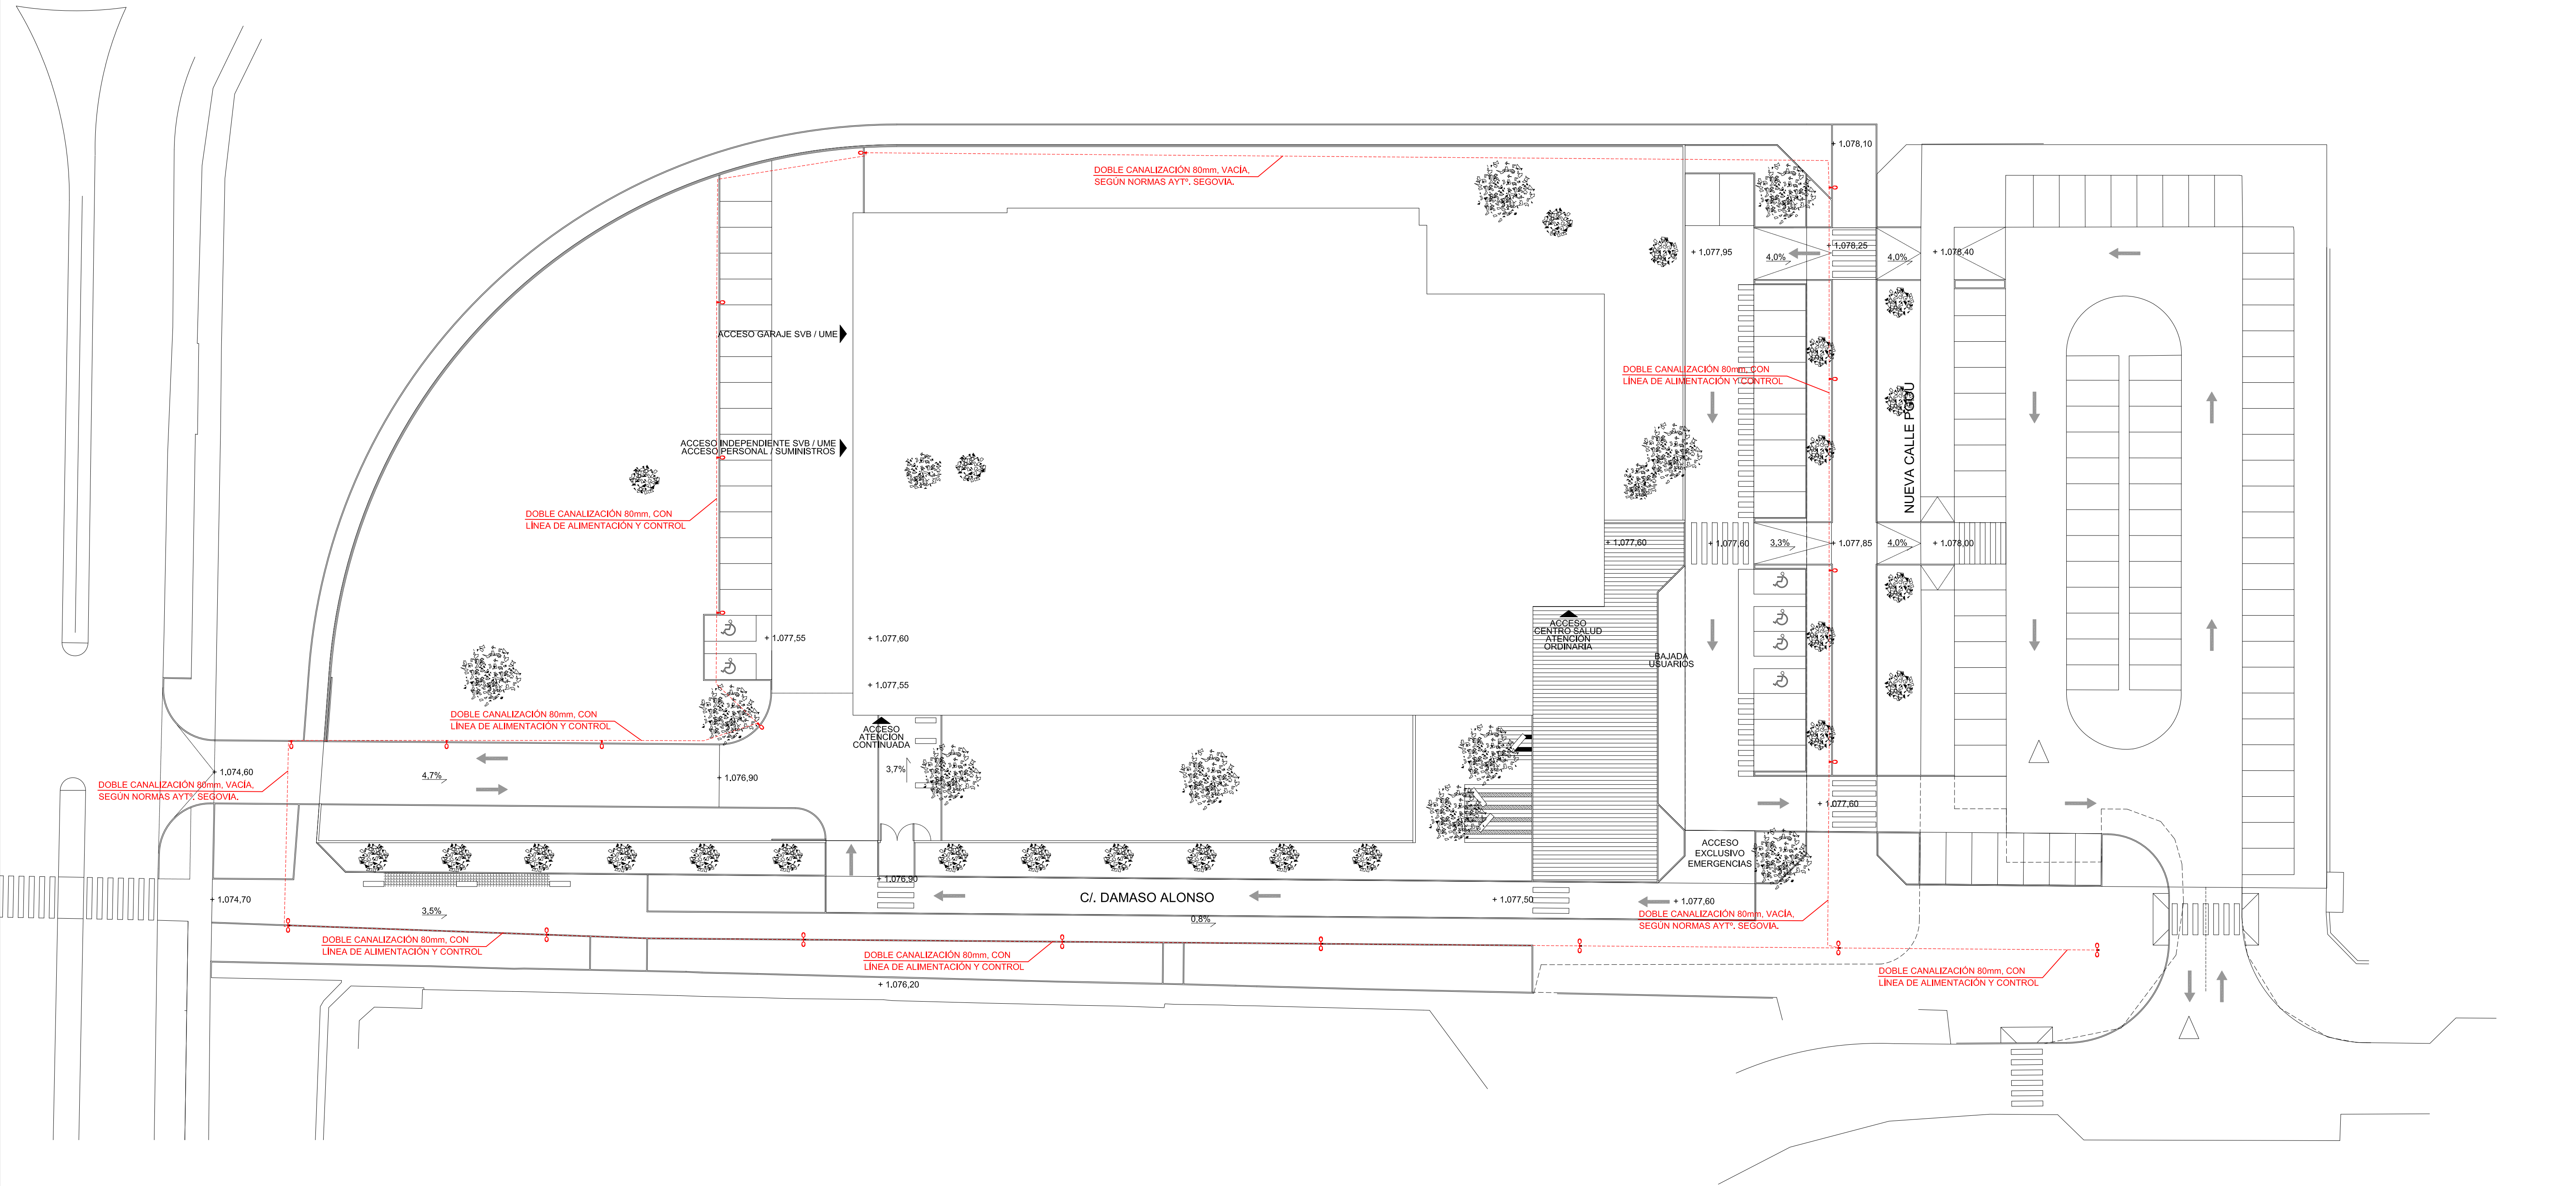 + 1.078,10
DOBLE CANALIZACIÓN 80mm, VACÍA,
SEGÚN NORMAS AYTº. SEGOVIA.
+ 1.077,95
4,0%
+ 1.078,25
4,0%
+ 1.078,40
ACCESO GARAJE SVB / UME
DOBLE CANALIZACIÓN 80mm, CON
LÍNEA DE ALIMENTACIÓN Y CONTROL
NUEVA CALLE PGOU
ACCESO INDEPENDIENTE SVB / UME
ACCESO PERSONAL / SUMINISTROS
DOBLE CANALIZACIÓN 80mm, CON
LÍNEA DE ALIMENTACIÓN Y CONTROL
+ 1.077,60
+ 1.077,60
3,3%
+ 1.077,85
4,0%
+ 1.078,00
+ 1.077,55
+ 1.077,60
ACCESO
CENTRO SALUD
ATENCIÓN
ORDINARIA
BAJADA
USUARIOS
+ 1.077,55
DOBLE CANALIZACIÓN 80mm, CON
LÍNEA DE ALIMENTACIÓN Y CONTROL
ACCESO
ATENCIÓN
CONTINUADA
3,7%
+ 1.074,60
4,7%
+ 1.076,90
DOBLE CANALIZACIÓN 80mm, VACÍA,
SEGÚN NORMAS AYTº. SEGOVIA.
+ 1.077,60
ACCESO
EXCLUSIVO
EMERGENCIAS
+ 1.076,90
+ 1.074,70
3,5%
C/. DAMASO ALONSO
0,8%
+ 1.077,50
+ 1.077,60
DOBLE CANALIZACIÓN 80mm, VACÍA,
SEGÚN NORMAS AYTº. SEGOVIA.
DOBLE CANALIZACIÓN 80mm, CON
LÍNEA DE ALIMENTACIÓN Y CONTROL
DOBLE CANALIZACIÓN 80mm, CON
LÍNEA DE ALIMENTACIÓN Y CONTROL
DOBLE CANALIZACIÓN 80mm, CON
LÍNEA DE ALIMENTACIÓN Y CONTROL
+ 1.076,20